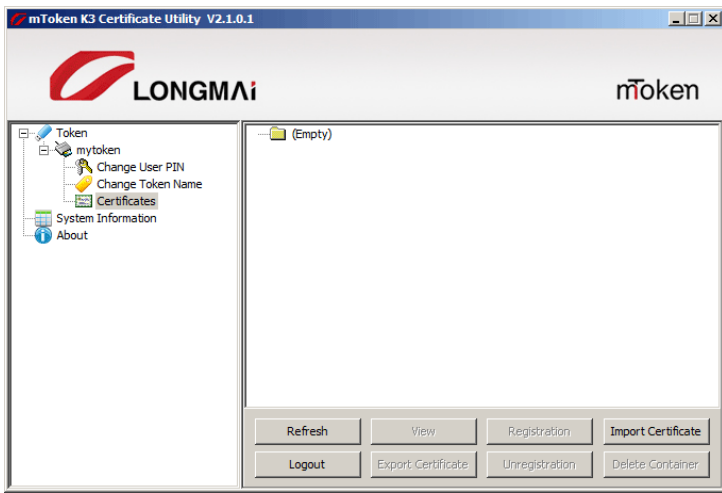 mToken K3 Certificate Utility V2.1.0.1
LONGMAi
mToken
Token
mytoken
Change User PIN
Change Token Name
Certificates
System Information
About
(Empty)
Refresh
View
Registration
Import Certificate
Logout
Export Certificate
Unregistration
Delete Container